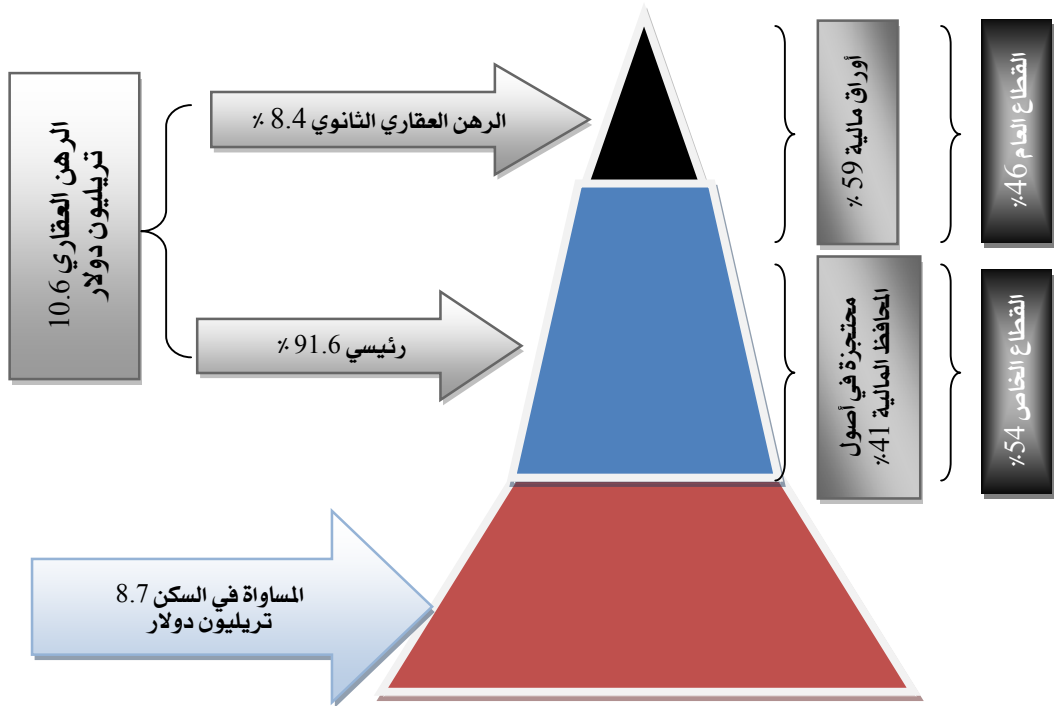 الرهن العقاري 10.6
تريليون دولار
الرهن العقاري الثانوي 8.4 ٪
رئيسي 91.6 ٪
المساواة في السكن 8.7
تريليون دولار
أوراق مالية 59 ٪
محتجزة في أصول
المحافظ المالية 41٪
القطاع العام 46٪
القطاع الخاص 54٪